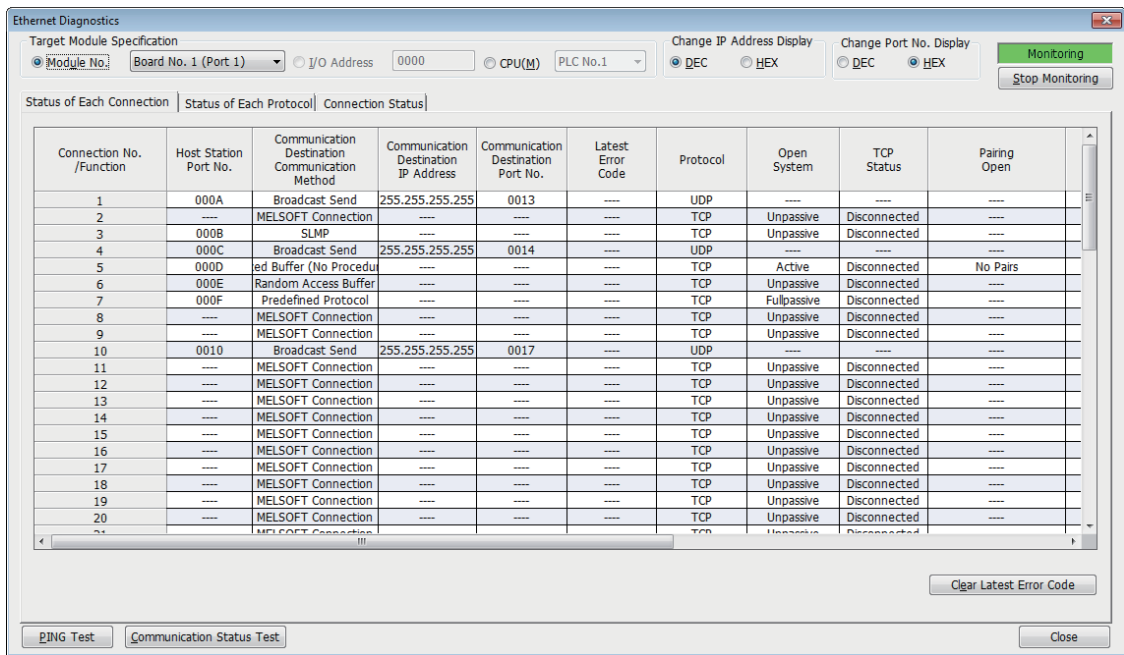 Ethernet Diagnostics
Target Module Specification
Module No. Board No. 1 (Port 1) I/O Address 0000 CPU(M) PLC No.1
Change IP Address Display
DEC HEX
Change Port No. Display
DEC HEX
Monitoring
Stop Monitoring
Status of Each Connection Status of Each Protocol Connection Status
Connection No. /Function Host Station Port No. Communication Destination Communication Method Communication Destination IP Address Communication Destination Port No. Latest Error Code Protocol Open System TCP Status Pairing Open
1 000A Broadcast Send 255.255.255.255 0013 ---- UDP ---- ---- ----
2 ---- MELSOFT Connection ---- ---- ---- TCP Unpassive Disconnected ----
3 000B SLMP ---- ---- ---- TCP Unpassive Disconnected ----
4 000C Broadcast Send 255.255.255.255 0014 ---- UDP ---- ---- ----
5 000D ed Buffer (No Procedu ---- ---- ---- TCP Active Disconnected No Pairs
6 000E Random Access Buffer ---- ---- ---- TCP Unpassive Disconnected ----
7 000F Predefined Protocol ---- ---- ---- TCP Fullpassive Disconnected ----
8 ---- MELSOFT Connection ---- ---- ---- TCP Unpassive Disconnected ----
9 ---- MELSOFT Connection ---- ---- ---- TCP Unpassive Disconnected ----
10 0010 Broadcast Send 255.255.255.255 0017 ---- UDP ---- ---- ----
11 ---- MELSOFT Connection ---- ---- ---- TCP Unpassive Disconnected ----
12 ---- MELSOFT Connection ---- ---- ---- TCP Unpassive Disconnected ----
13 ---- MELSOFT Connection ---- ---- ---- TCP Unpassive Disconnected ----
14 ---- MELSOFT Connection ---- ---- ---- TCP Unpassive Disconnected ----
15 ---- MELSOFT Connection ---- ---- ---- TCP Unpassive Disconnected ----
16 ---- MELSOFT Connection ---- ---- ---- TCP Unpassive Disconnected ----
17 ---- MELSOFT Connection ---- ---- ---- TCP Unpassive Disconnected ----
18 ---- MELSOFT Connection ---- ---- ---- TCP Unpassive Disconnected ----
19 ---- MELSOFT Connection ---- ---- ---- TCP Unpassive Disconnected ----
20 ---- MELSOFT Connection ---- ---- ---- TCP Unpassive Disconnected ----
Clear Latest Error Code
PING Test Communication Status Test Close